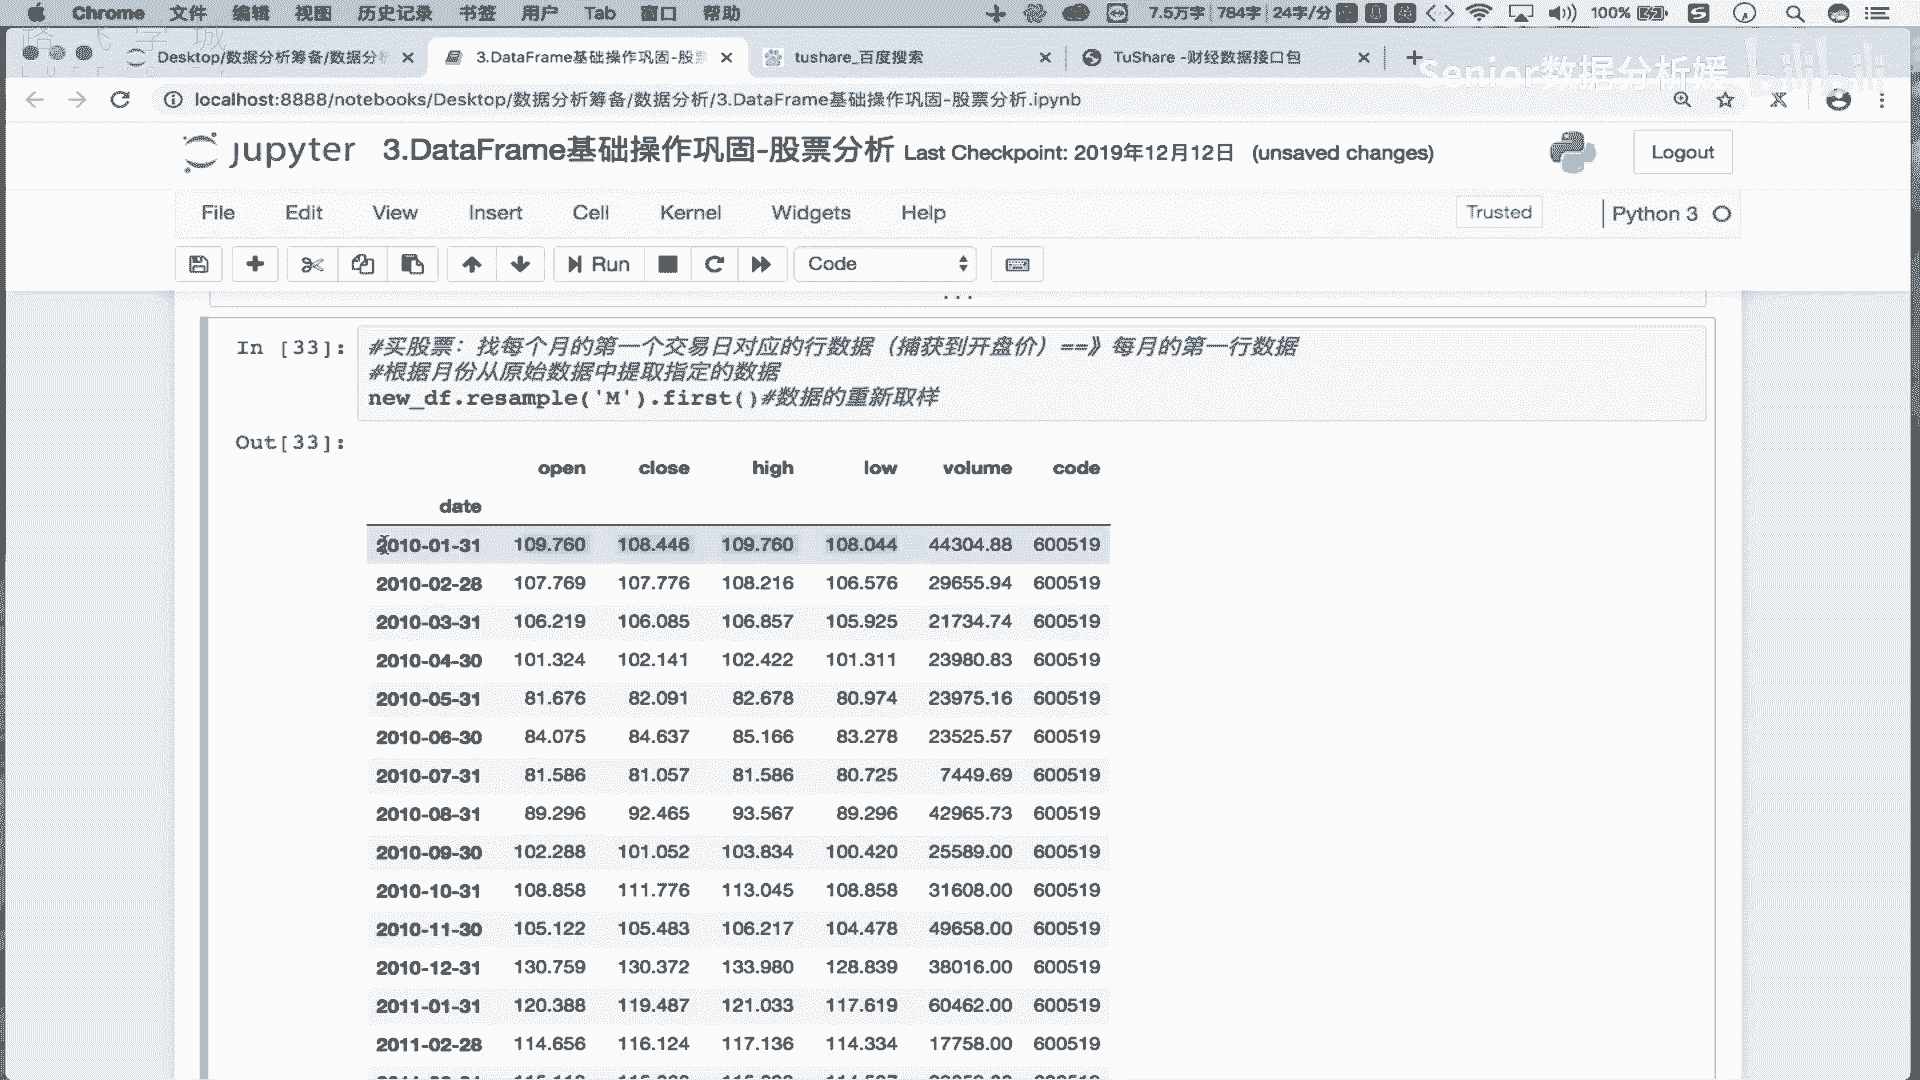 Chrome 文件 编辑 视图 历史记录 书签 用户 Tab 窗口 帮助 7.5万字 784字 24字/分 100%
Desktop/数据分析筹备/数据分析 3.DataFrame基础操作巩固-股票 tushare_百度搜索 TuShare -财经数据接口包
Senior数据分析媛 bilibili
localhost:8888/notebooks/Desktop/数据分析筹备/数据分析/3.DataFrame基础操作巩固-股票分析.ipynb
jupyter 3.DataFrame基础操作巩固-股票分析 Last Checkpoint: 2019年12月12日 (unsaved changes) Logout
File Edit View Insert Cell Kernel Widgets Help Trusted Python 3
Run Code
...
In [33]: #买股票：找每个月的第一个交易日对应的行数据（捕获到开盘价）==》每月的第一行数据
#根据月份从原始数据中提取指定的数据
new_df.resample('M').first()#数据的重新取样
Out[33]:
open close high low volume code
date
2010-01-31 109.760 108.446 109.760 108.044 44304.88 600519
2010-02-28 107.769 107.776 108.216 106.576 29655.94 600519
2010-03-31 106.219 106.085 106.857 105.925 21734.74 600519
2010-04-30 101.324 102.141 102.422 101.311 23980.83 600519
2010-05-31 81.676 82.091 82.678 80.974 23975.16 600519
2010-06-30 84.075 84.637 85.166 83.278 23525.57 600519
2010-07-31 81.586 81.057 81.586 80.725 7449.69 600519
2010-08-31 89.296 92.465 93.567 89.296 42965.73 600519
2010-09-30 102.288 101.052 103.834 100.420 25589.00 600519
2010-10-31 108.858 111.776 113.045 108.858 31608.00 600519
2010-11-30 105.122 105.483 106.217 104.478 49658.00 600519
2010-12-31 130.759 130.372 133.980 128.839 38016.00 600519
2011-01-31 120.388 119.487 121.033 117.619 60462.00 600519
2011-02-28 114.656 116.124 117.136 114.334 17758.00 600519